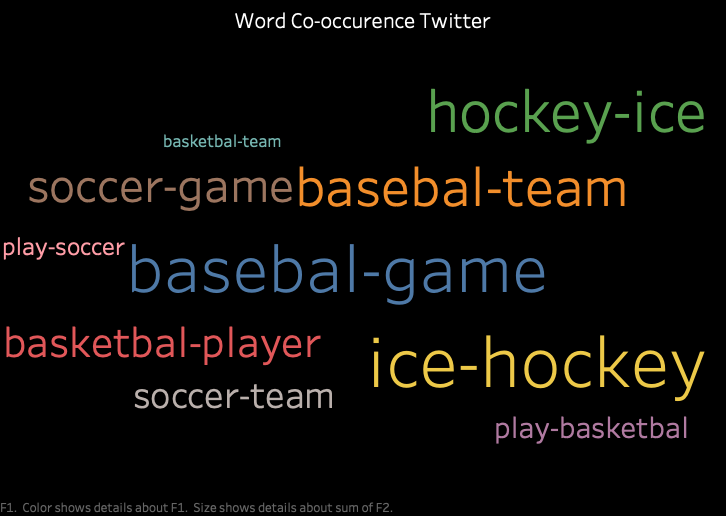 Word Co-occurence Twitter
hockey-ice
basketbal-team
soccer-game
basebal-team
play-soccer
basebal-game
basketbal-player
ice-hockey
soccer-team
play-basketbal
F1. Color shows details about F1. Size shows details about sum of F2.